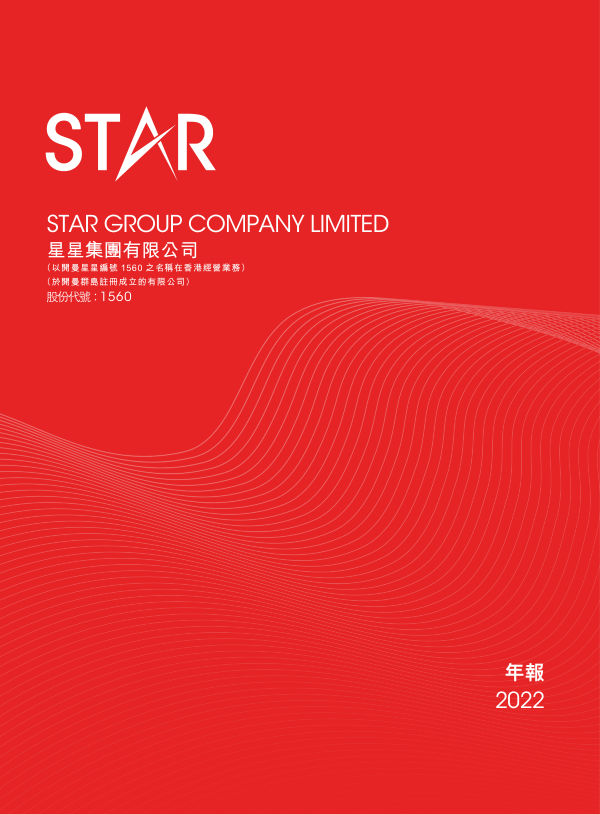 STAR
STAR GROUP COMPANY LIMITED
星星集團有限公司
（以開曼星星編號 1560 之名稱在香港經營業務）
（於開曼群島註冊成立的有限公司）
股份代號：1560
年報
2022